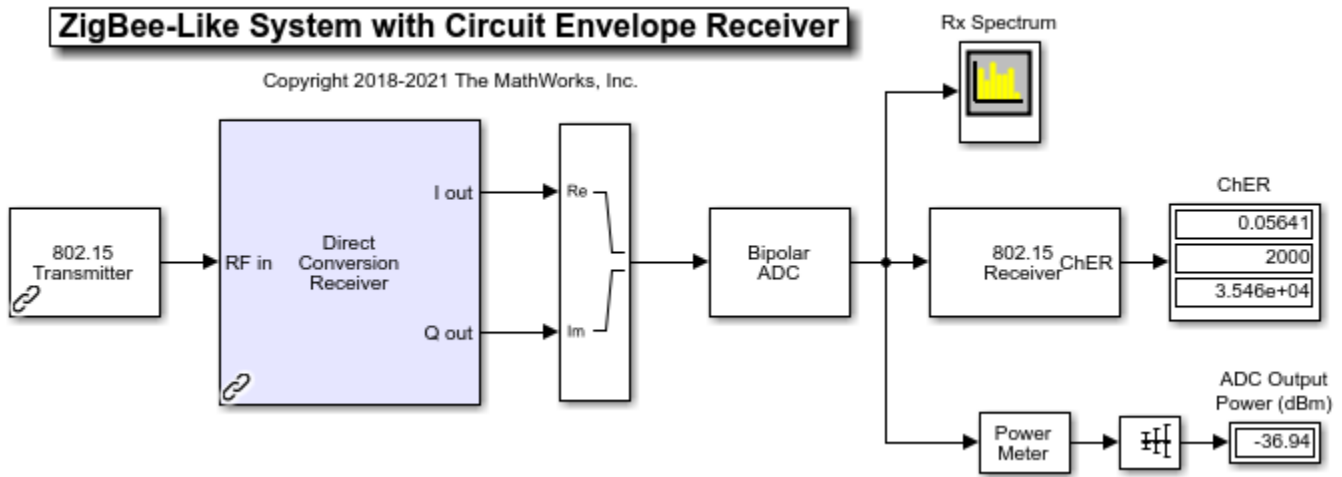 ZigBee-Like System with Circuit Envelope Receiver
Copyright 2018-2021 The MathWorks, Inc.
Rx Spectrum
802.15
Transmitter
RF in
Direct
Conversion
Receiver
I out
Q out
Re
Im
Bipolar
ADC
802.15
Receiver
ChER
ChER
0.05641
2000
3.546e+04
Power
Meter
ADC Output
Power (dBm)
-36.94